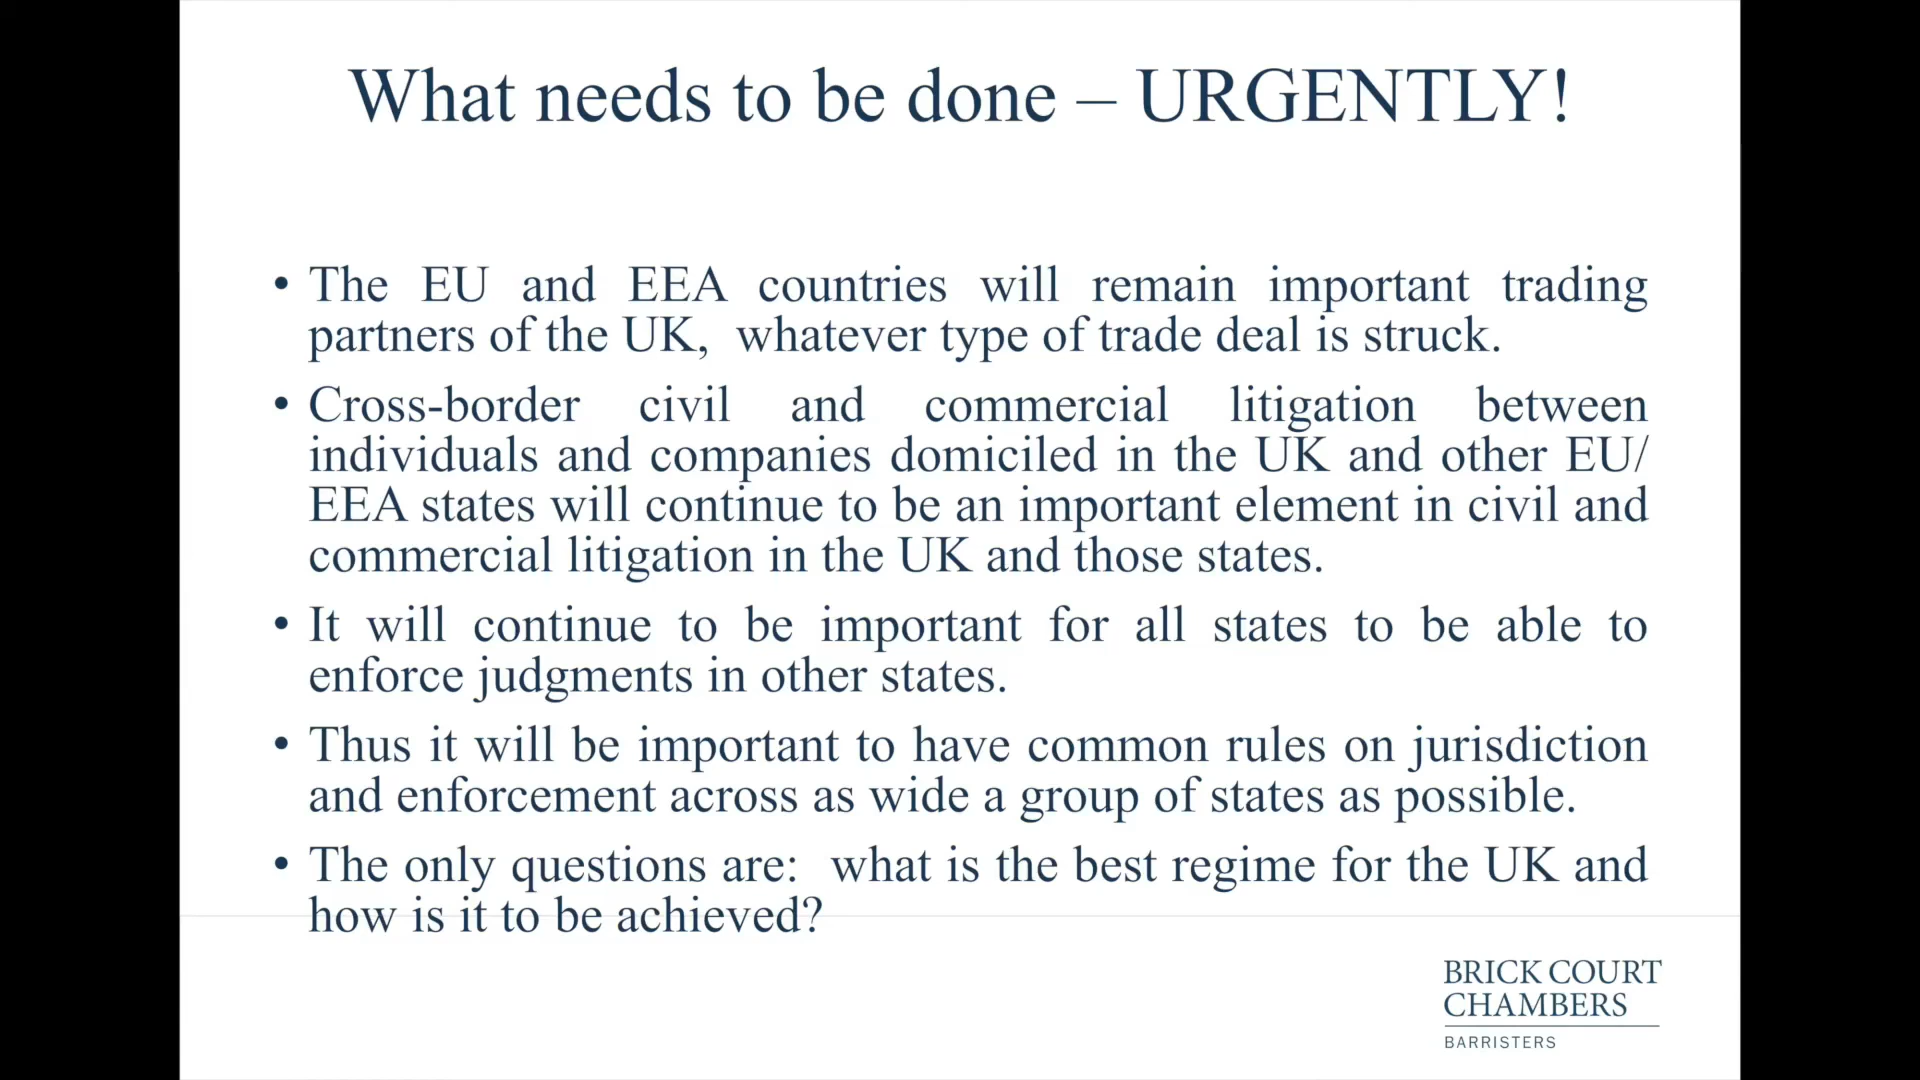 What needs to be done – URGENTLY!
• The EU and EEA countries will remain important trading
partners of the UK,  whatever type of trade deal is struck.
• Cross-border civil and commercial litigation between
individuals and companies domiciled in the UK and other EU/
EEA states will continue to be an important element in civil and
commercial litigation in the UK and those states.
• It will continue to be important for all states to be able to
enforce judgments in other states.
• Thus it will be important to have common rules on jurisdiction
and enforcement across as wide a group of states as possible.
• The only questions are:  what is the best regime for the UK and
how is it to be achieved?
BRICK COURT
CHAMBERS
BARRISTERS